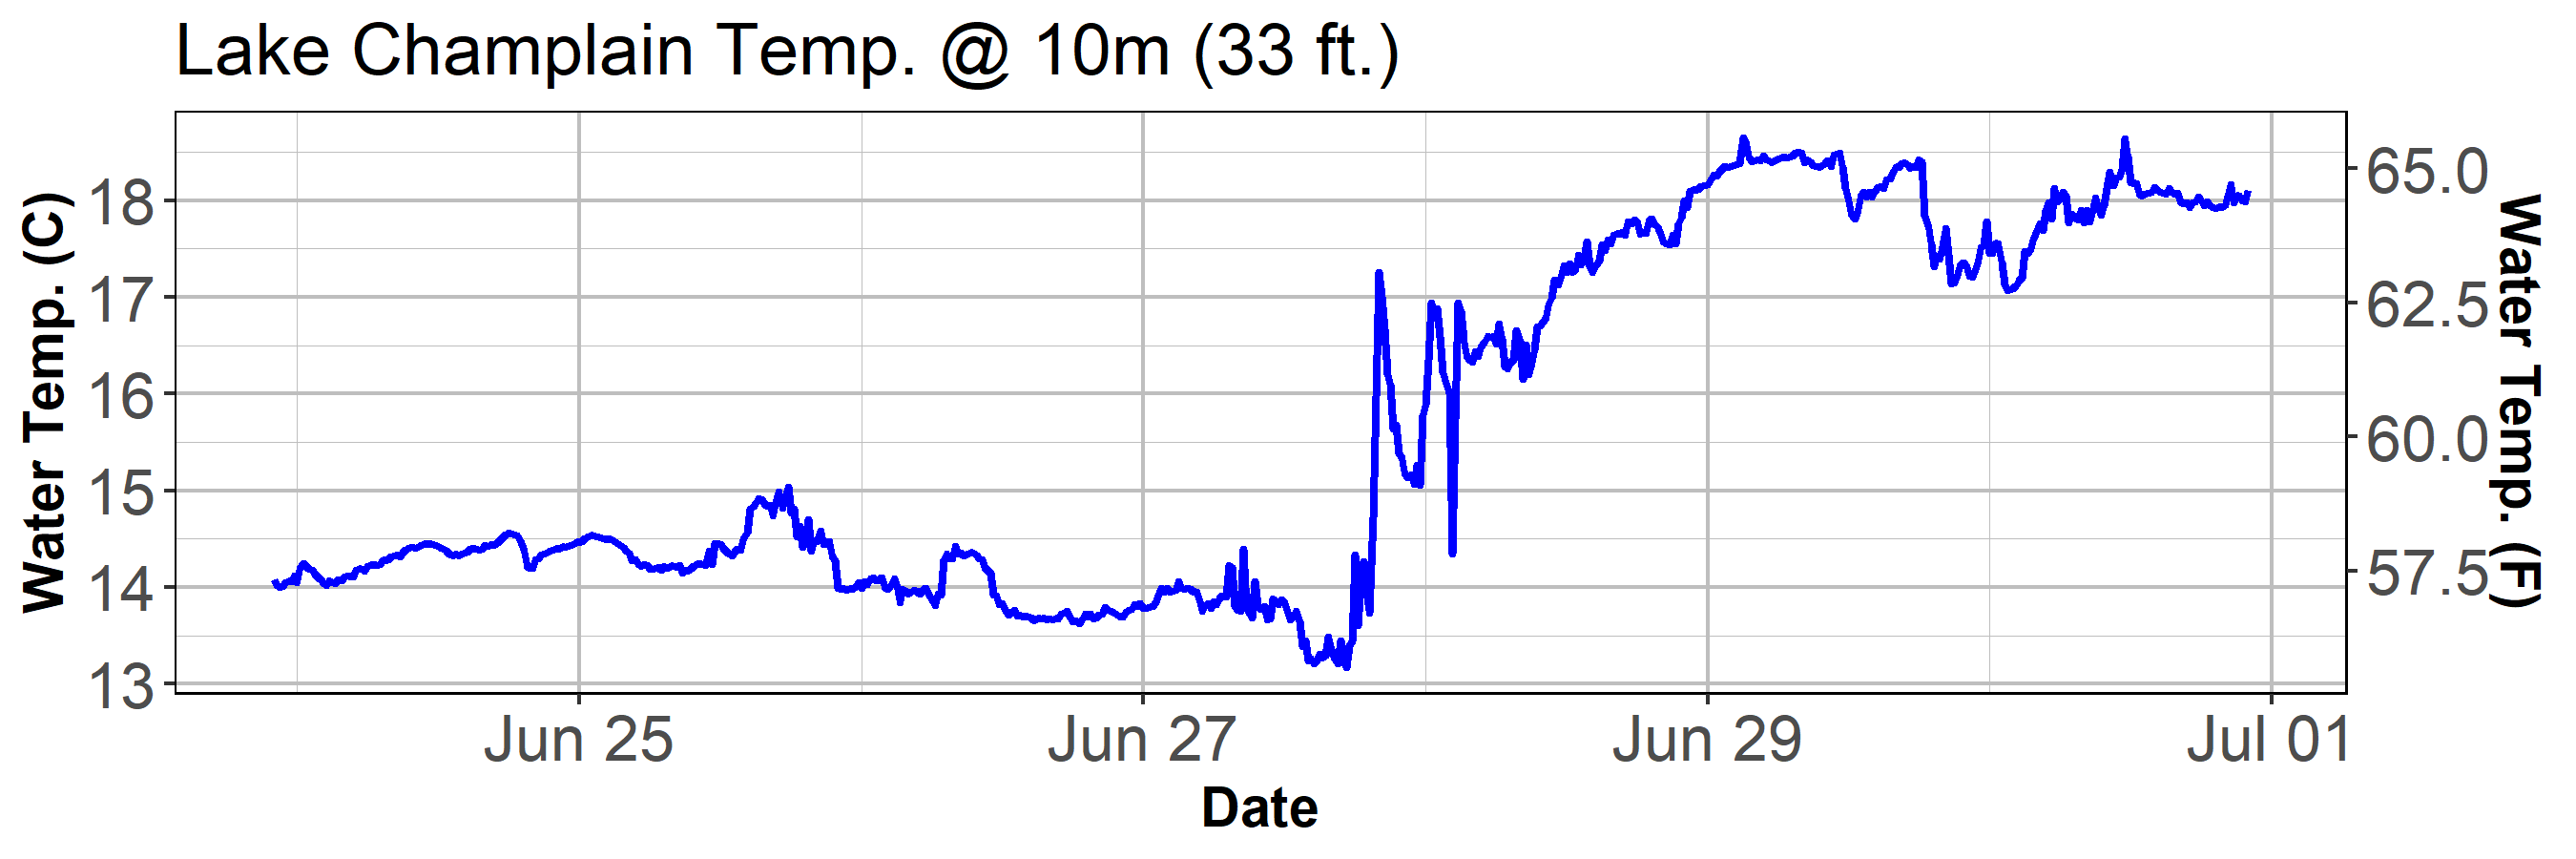 Lake Champlain Temp. @ 10m (33 ft.)
Water Temp. (C)
18
17
16
15
14
13
65.0
62.5
60.0
57.5
Water Temp. (F)
Jun 25 Jun 27 Jun 29 Jul 01
Date